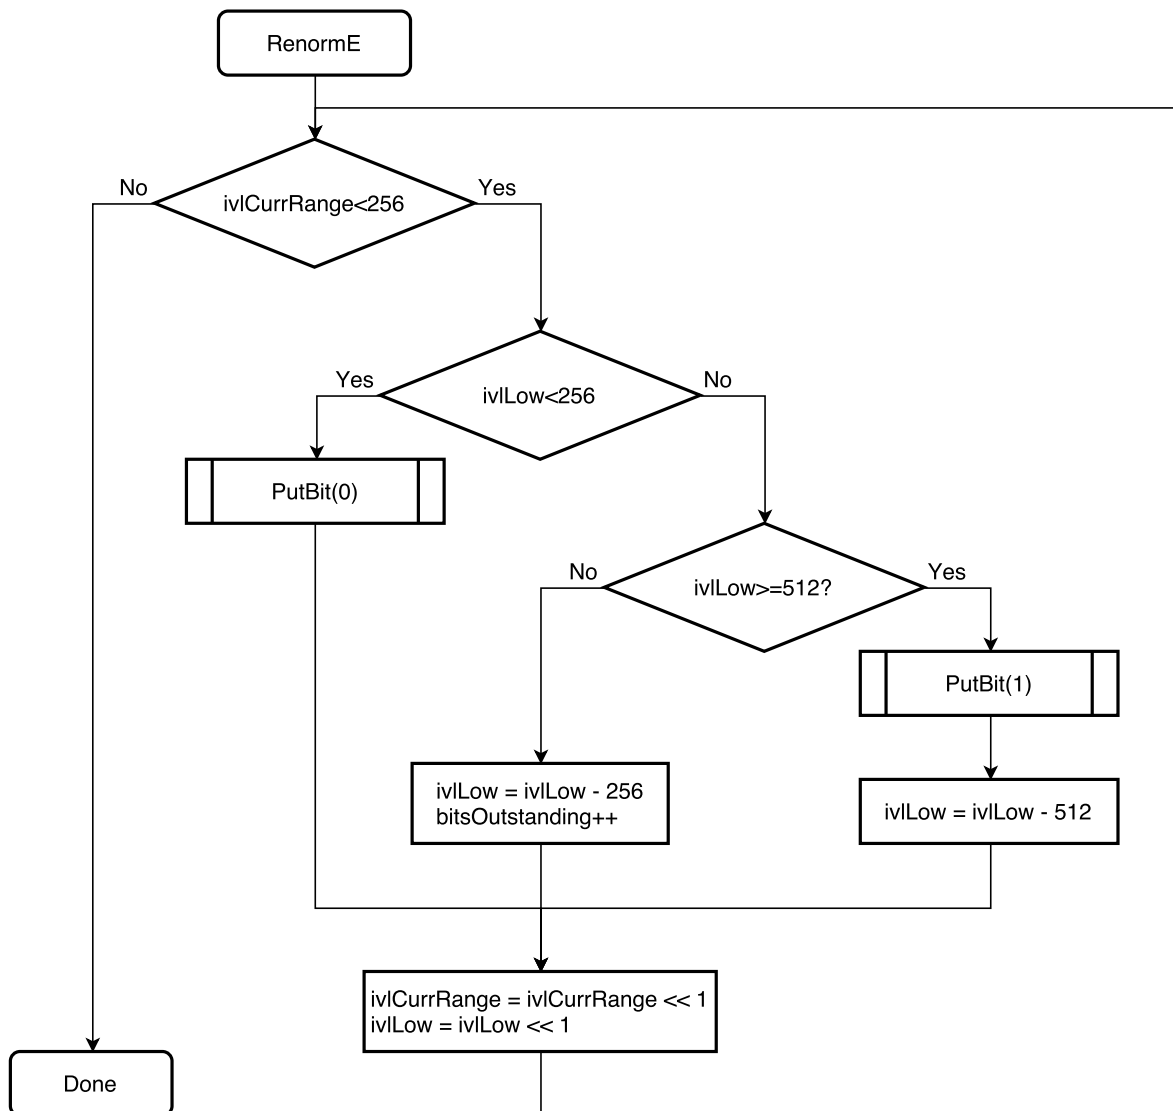 RenormE
No
ivlCurrRange<256
Yes
Yes
ivlLow<256
No
PutBit(0)
No
ivlLow>=512?
Yes
PutBit(1)
ivlLow = ivlLow - 256
bitsOutstanding++
ivlLow = ivlLow - 512
ivlCurrRange = ivlCurrRange << 1
ivlLow = ivlLow << 1
Done